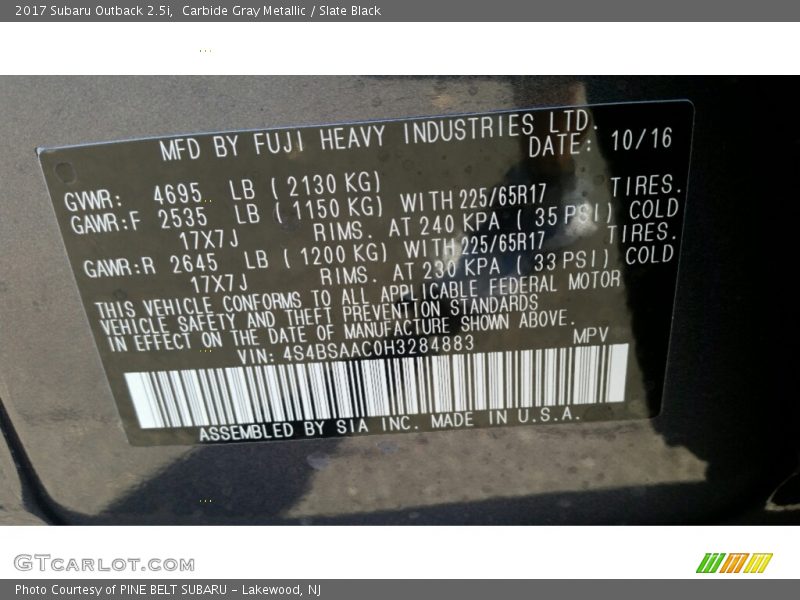 2017 Subaru Outback 2.5i,  Carbide Gray Metallic / Slate Black
MFD BY FUJI HEAVY INDUSTRIES LTD.
DATE: 10/16
GVWR: 4695 LB (2130 KG)
GAWR:F 2535 LB (1150 KG) WITH 225/65R17 TIRES.
17X7J RIMS. AT 240 KPA (35 PSI) COLD
GAWR:R 2645 LB (1200 KG) WITH 225/65R17 TIRES.
17X7J RIMS. AT 230 KPA (33 PSI) COLD
THIS VEHICLE CONFORMS TO ALL APPLICABLE FEDERAL MOTOR
VEHICLE SAFETY AND THEFT PREVENTION STANDARDS
IN EFFECT ON THE DATE OF MANUFACTURE SHOWN ABOVE.
VIN: 4S4BSAAC0H3284883 MPV
ASSEMBLED BY SIA INC. MADE IN U.S.A.
GTCarLot.com
Photo Courtesy of PINE BELT SUBARU - Lakewood, NJ